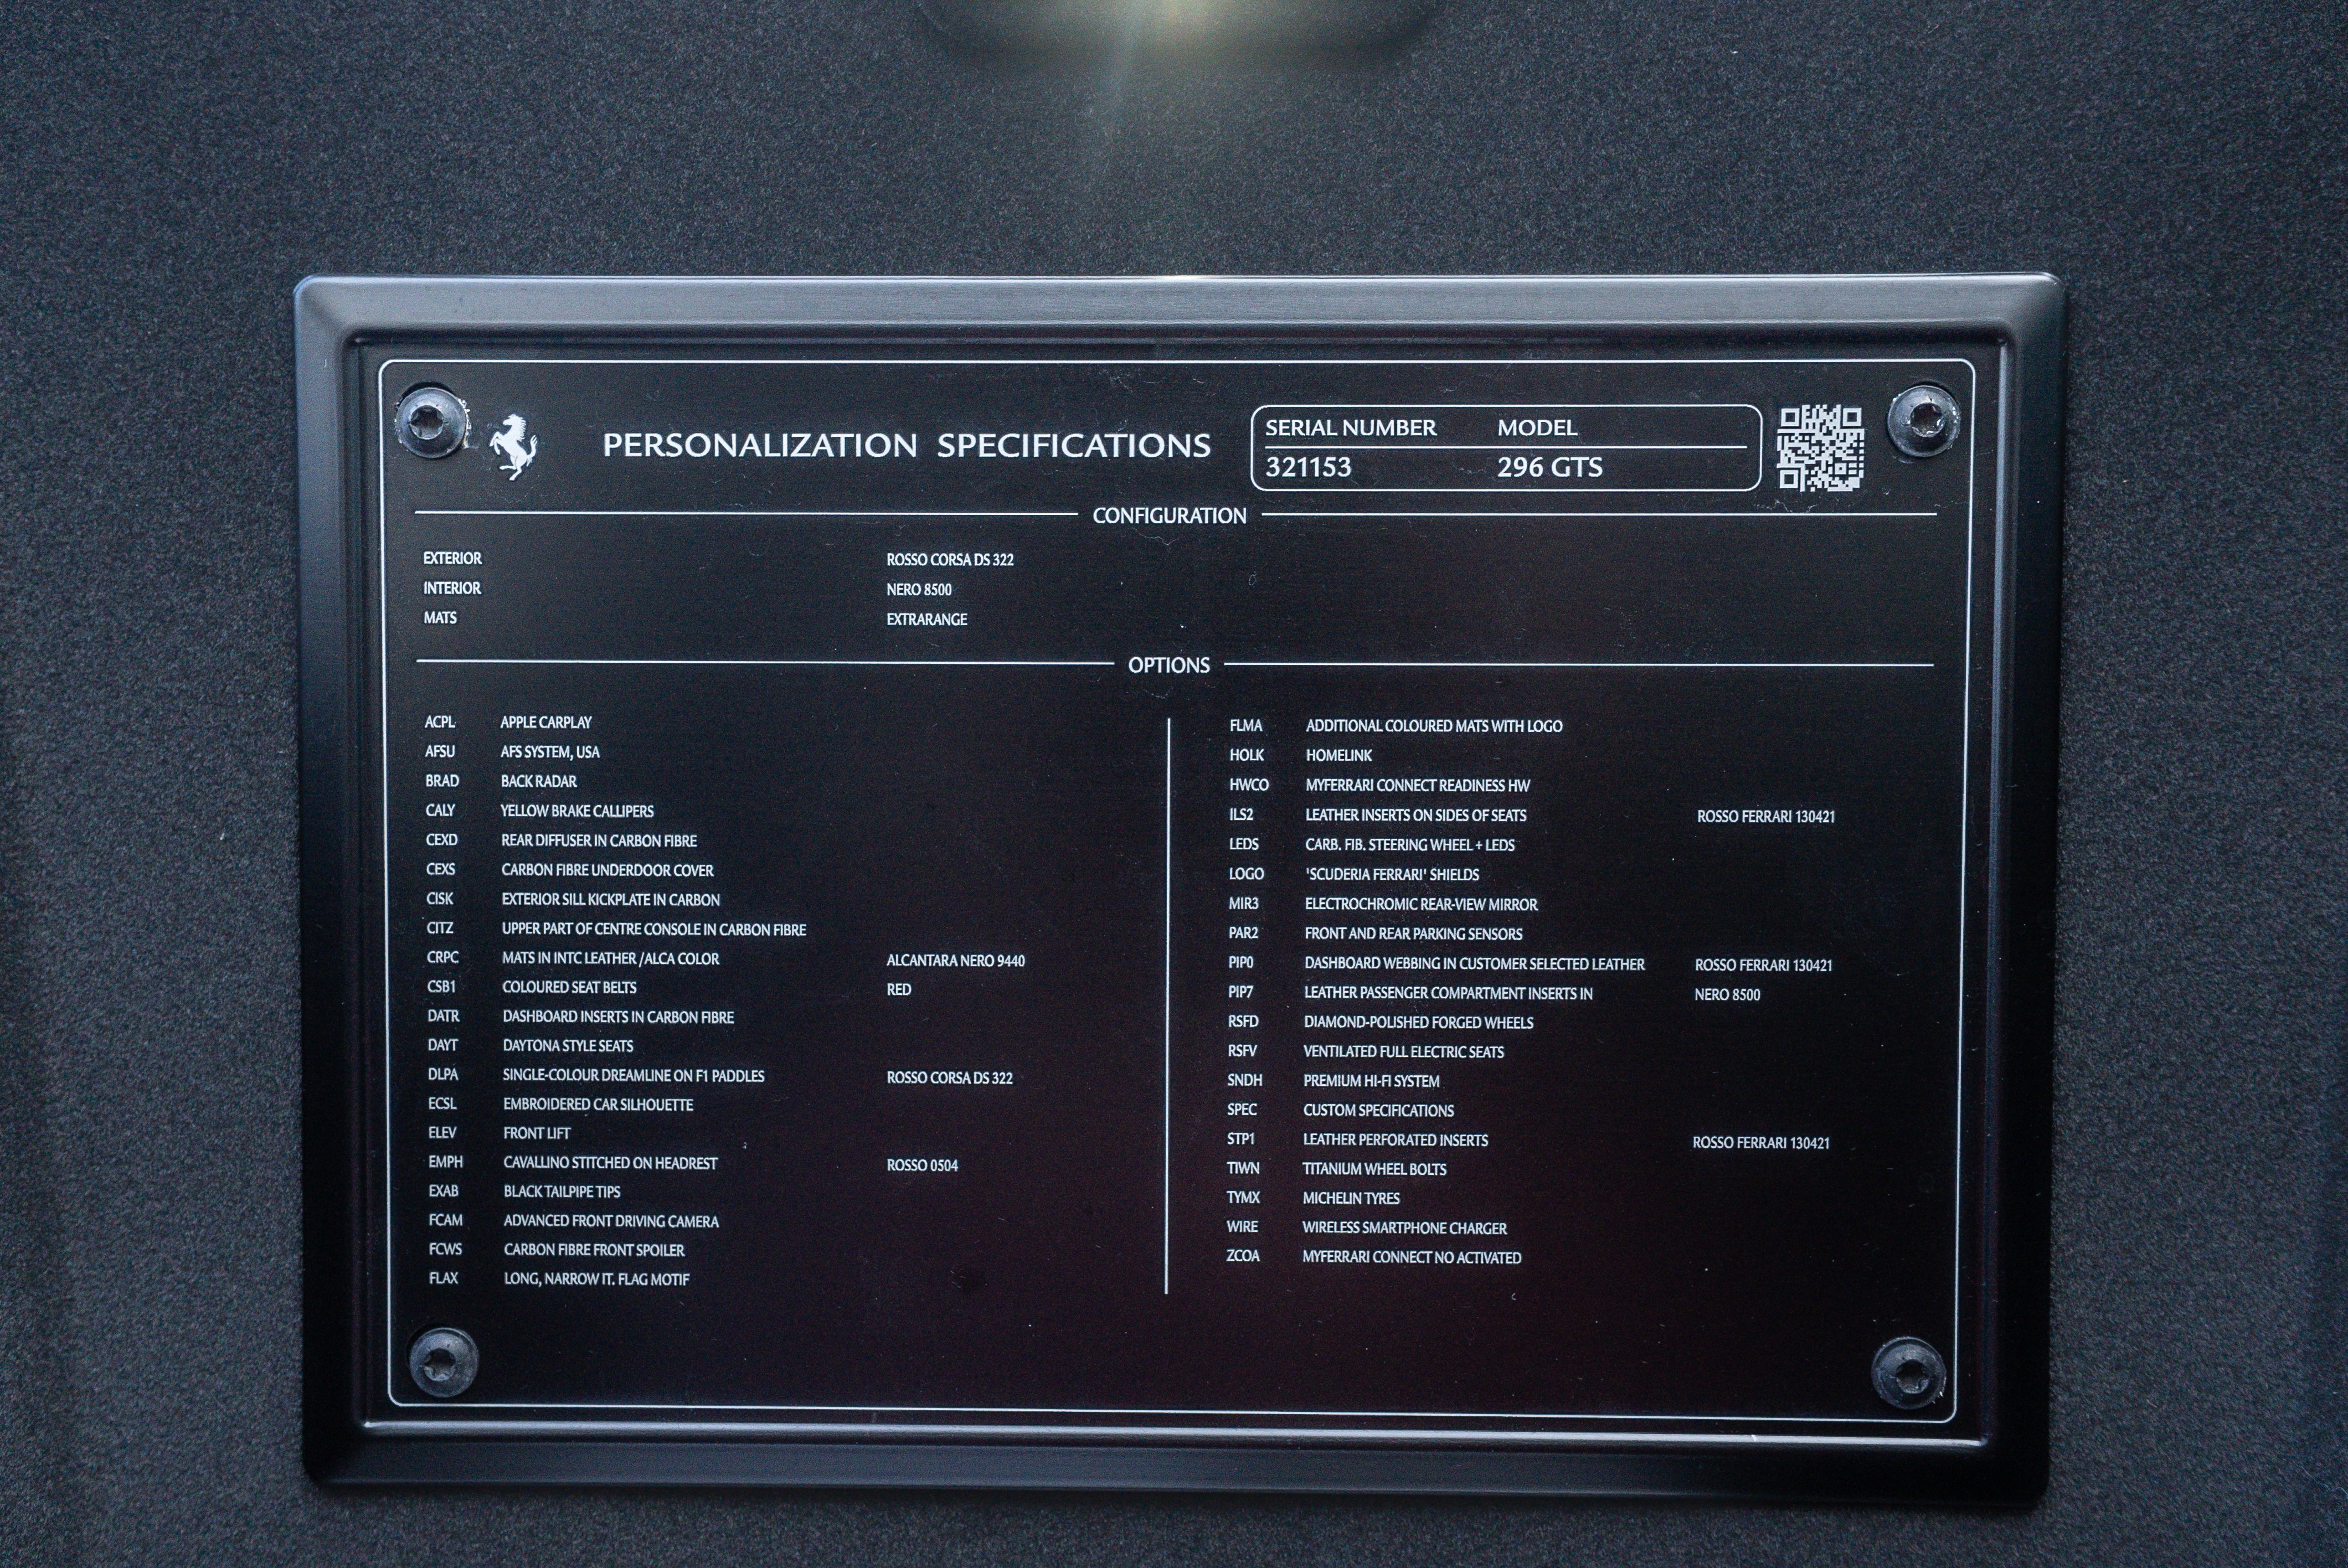 PERSONALIZATION SPECIFICATIONS
SERIAL NUMBER MODEL
321153 296 GTS
CONFIGURATION
EXTERIOR ROSSO CORSA DS 322
INTERIOR NERO 8500
MATS EXTRARANGE
OPTIONS
ACPL APPLE CARPLAY
AFSU AFS SYSTEM, USA
BRAD BACK RADAR
CALY YELLOW BRAKE CALLIPERS
CEXD REAR DIFFUSER IN CARBON FIBRE
CEXS CARBON FIBRE UNDERDOOR COVER
CISK EXTERIOR SILL KICKPLATE IN CARBON
CITZ UPPER PART OF CENTRE CONSOLE IN CARBON FIBRE
CRPC MATS IN INTC LEATHER /ALCA COLOR ALCANTARA NERO 9440
CSB1 COLOURED SEAT BELTS RED
DATR DASHBOARD INSERTS IN CARBON FIBRE
DAYT DAYTONA STYLE SEATS
DLPA SINGLE-COLOUR DREAMLINE ON F1 PADDLES ROSSO CORSA DS 322
ECSL EMBROIDERED CAR SILHOUETTE
ELEV FRONT LIFT
EMPH CAVALLINO STITCHED ON HEADREST ROSSO 0504
EXAB BLACK TAILPIPE TIPS
FCAM ADVANCED FRONT DRIVING CAMERA
FCWS CARBON FIBRE FRONT SPOILER
FLAX LONG, NARROW IT. FLAG MOTIF
FLMA ADDITIONAL COLOURED MATS WITH LOGO
HOLK HOMELINK
HWCO MYFERRARI CONNECT READINESS HW
ILS2 LEATHER INSERTS ON SIDES OF SEATS ROSSO FERRARI 130421
LEDS CARB. FIB. STEERING WHEEL + LEDS
LOGO 'SCUDERIA FERRARI' SHIELDS
MIR3 ELECTROCHROMIC REAR-VIEW MIRROR
PAR2 FRONT AND REAR PARKING SENSORS
PIP0 DASHBOARD WEBBING IN CUSTOMER SELECTED LEATHER ROSSO FERRARI 130421
PIP7 LEATHER PASSENGER COMPARTMENT INSERTS IN NERO 8500
RSFD DIAMOND-POLISHED FORGED WHEELS
RSFV VENTILATED FULL ELECTRIC SEATS
SNDH PREMIUM HI-FI SYSTEM
SPEC CUSTOM SPECIFICATIONS
STP1 LEATHER PERFORATED INSERTS ROSSO FERRARI 130421
TIWN TITANIUM WHEEL BOLTS
TYMX MICHELIN TYRES
WIRE WIRELESS SMARTPHONE CHARGER
ZCOA MYFERRARI CONNECT NO ACTIVATED